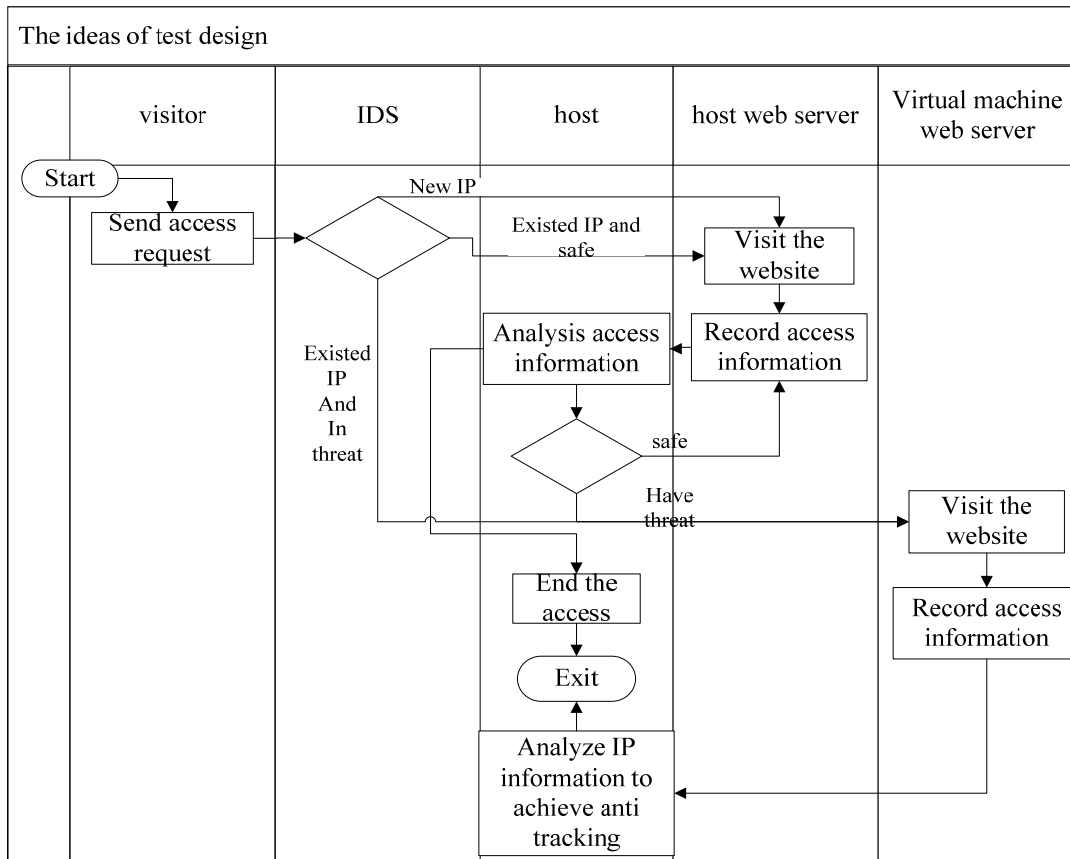 The ideas of test design
visitor
IDS
host
host web server
Virtual machine
web server
Start
New IP
Send access
request
Existed IP and
safe
Visit the
website
Analysis access
information
Record access
information
Existed
IP
And
In
threat
safe
Have
threat
Visit the
website
End the
access
Record access
information
Exit
Analyze IP
information to
achieve anti
tracking